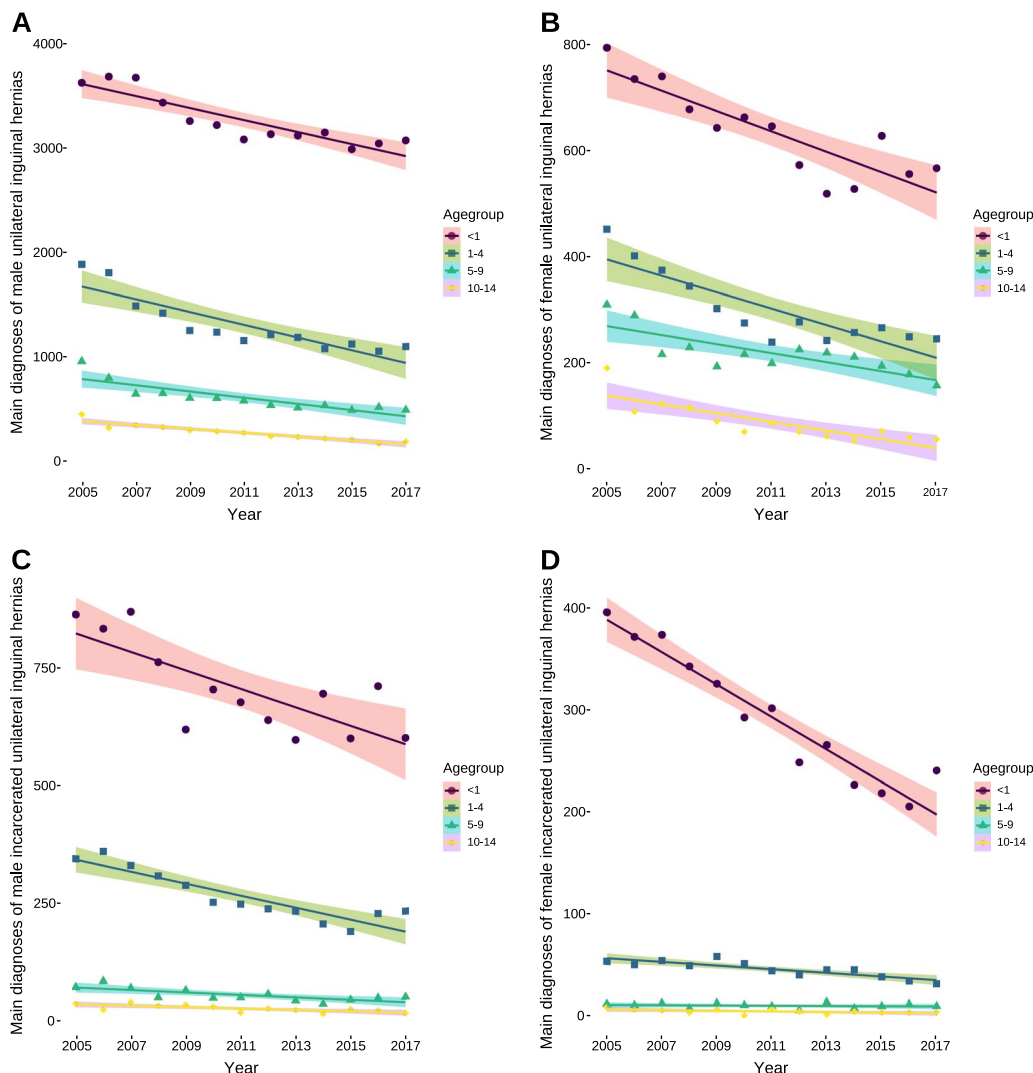 A
Main diagnoses of male unilateral inguinal hernias
4000
3000
2000
1000
0
2005 2007 2009 2011 2013 2015 2017
Year
Agegroup
<1
1-4
5-9
10-14
B
Main diagnoses of female unilateral inguinal hernias
800
600
400
200
0
2005 2007 2009 2011 2013 2015 2017
Year
Agegroup
<1
1-4
5-9
10-14
C
Main diagnoses of male incarcerated unilateral inguinal hernias
750
500
250
0
2005 2007 2009 2011 2013 2015 2017
Year
Agegroup
<1
1-4
5-9
10-14
D
Main diagnoses of female incarcerated unilateral inguinal hernias
400
300
200
100
0
2005 2007 2009 2011 2013 2015 2017
Year
Agegroup
<1
1-4
5-9
10-14